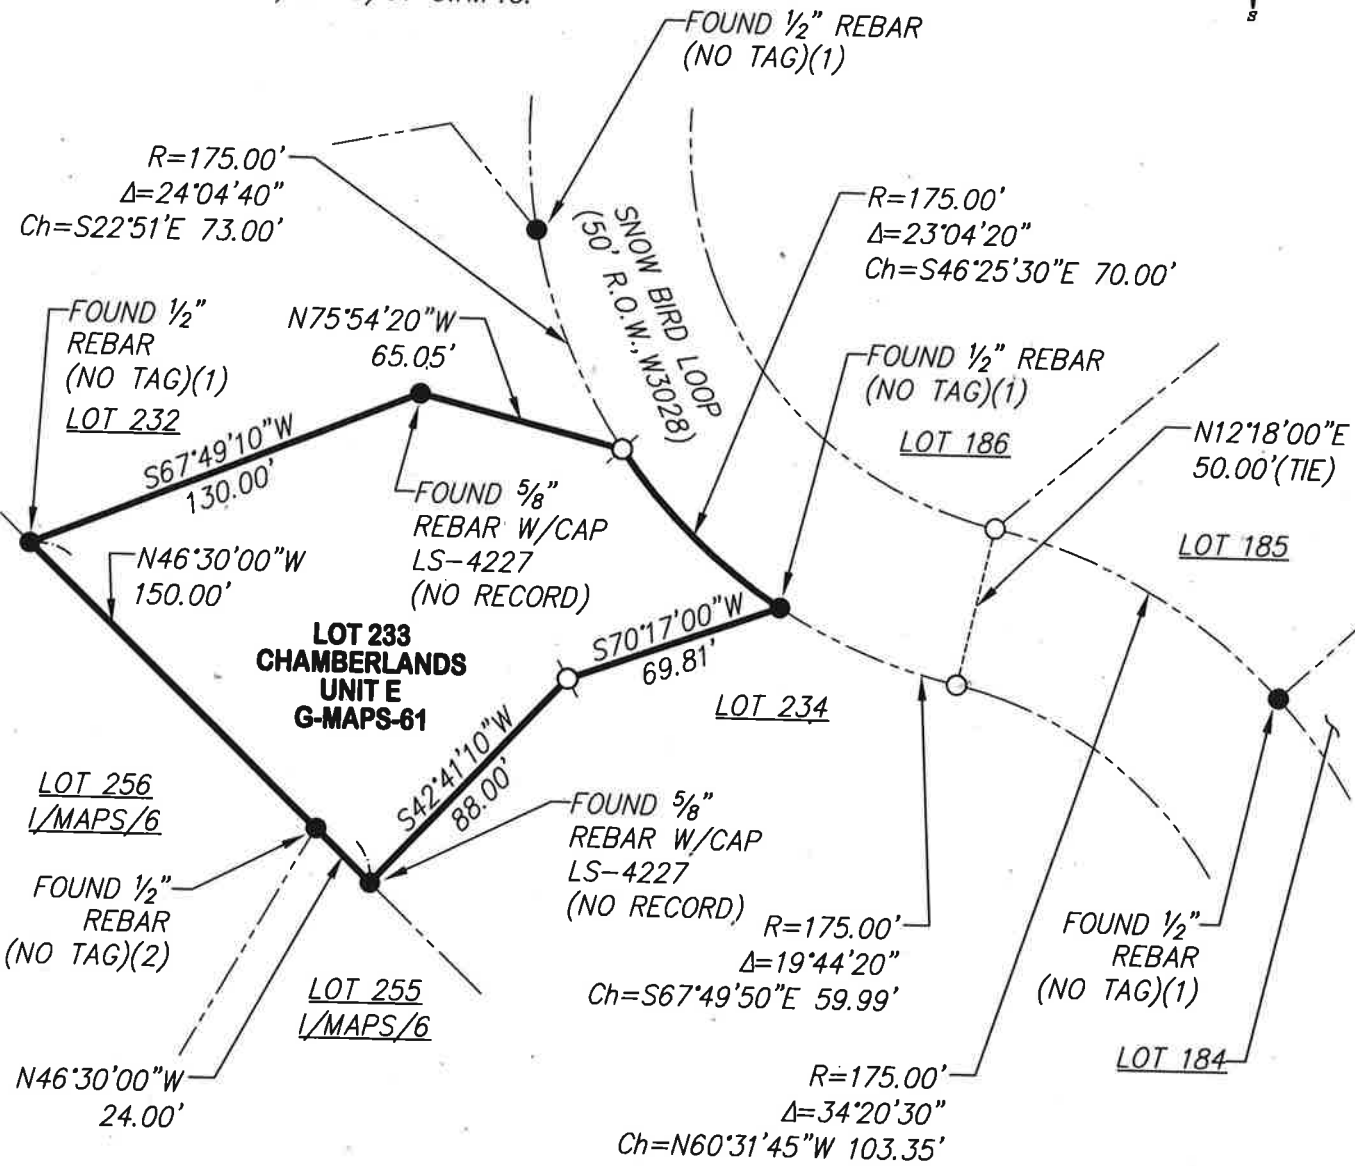 FOUND ½" REBAR
(NO TAG)(1)
R=175.00'
Δ=24°04'40"
Ch=S22°51'E 73.00'
SNOW BIRD LOOP
(50' R.O.W., W3028)
R=175.00'
Δ=23°04'20"
Ch=S46°25'30"E 70.00'
FOUND ½"
REBAR
(NO TAG)(1)
LOT 232
N75°54'20"W
65.05'
FOUND ½" REBAR
(NO TAG)(1)
LOT 186
N12°18'00"E
50.00'(TIE)
S67°49'10"W
130.00'
FOUND ⅝"
REBAR W/CAP
LS-4227
(NO RECORD)
LOT 185
N46°30'00"W
150.00'
LOT 233
CHAMBERLANDS
UNIT E
G-MAPS-61
S70°17'00"W
69.81'
LOT 234
S42°41'10"W
88.00'
LOT 256
I/MAPS/6
FOUND ⅝"
REBAR W/CAP
LS-4227
(NO RECORD)
FOUND ½"
REBAR
(NO TAG)(2)
R=175.00'
Δ=19°44'20"
Ch=S67°49'50"E 59.99'
FOUND ½"
REBAR
(NO TAG)(1)
LOT 255
I/MAPS/6
N46°30'00"W
24.00'
LOT 184
R=175.00'
Δ=34°20'30"
Ch=N60°31'45"W 103.35'